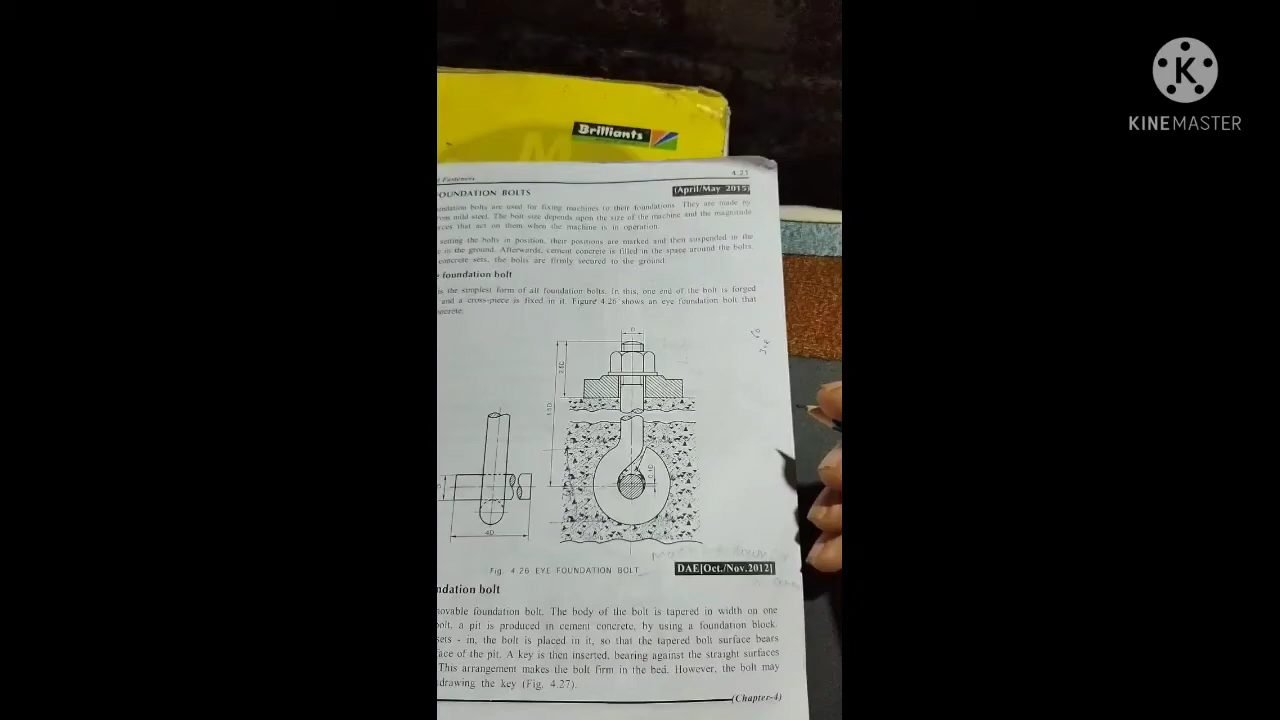 K
KINEMASTER
Brilliants
Fasteners
4.21
FOUNDATION BOLTS
(April/May 2015)
bolts are used for fixing machines to their foundations. They are made by
from mild steel. The bolt size depends upon the size of the machine and the magnitude
that act on them when the machine is in operation.
setting the bolts in position, their positions are marked and then suspended in the
in the ground. Afterwards, cement concrete is filled in the space around the bolts.
concrete sets, the bolts are firmly secured to the ground.
foundation bolt
is the simplest form of all foundation bolts. In this, one end of the bolt is forged
and a cross-piece is fixed in it. Figure 4.26 shows an eye foundation bolt that
D
4D
Fig. 4.26 EYE FOUNDATION BOLT
DAE[Oct./Nov.2012]
ndation bolt
ovable foundation bolt. The body of the bolt is tapered in width on one
olt, a pit is produced in cement concrete, by using a foundation block.
sets - in, the bolt is placed in it, so that the tapered bolt surface bears
ace of the pit. A key is then inserted, bearing against the straight surfaces
This arrangement makes the bolt firm in the bed. However, the bolt may
drawing the key (Fig. 4.27).
(Chapter-4)